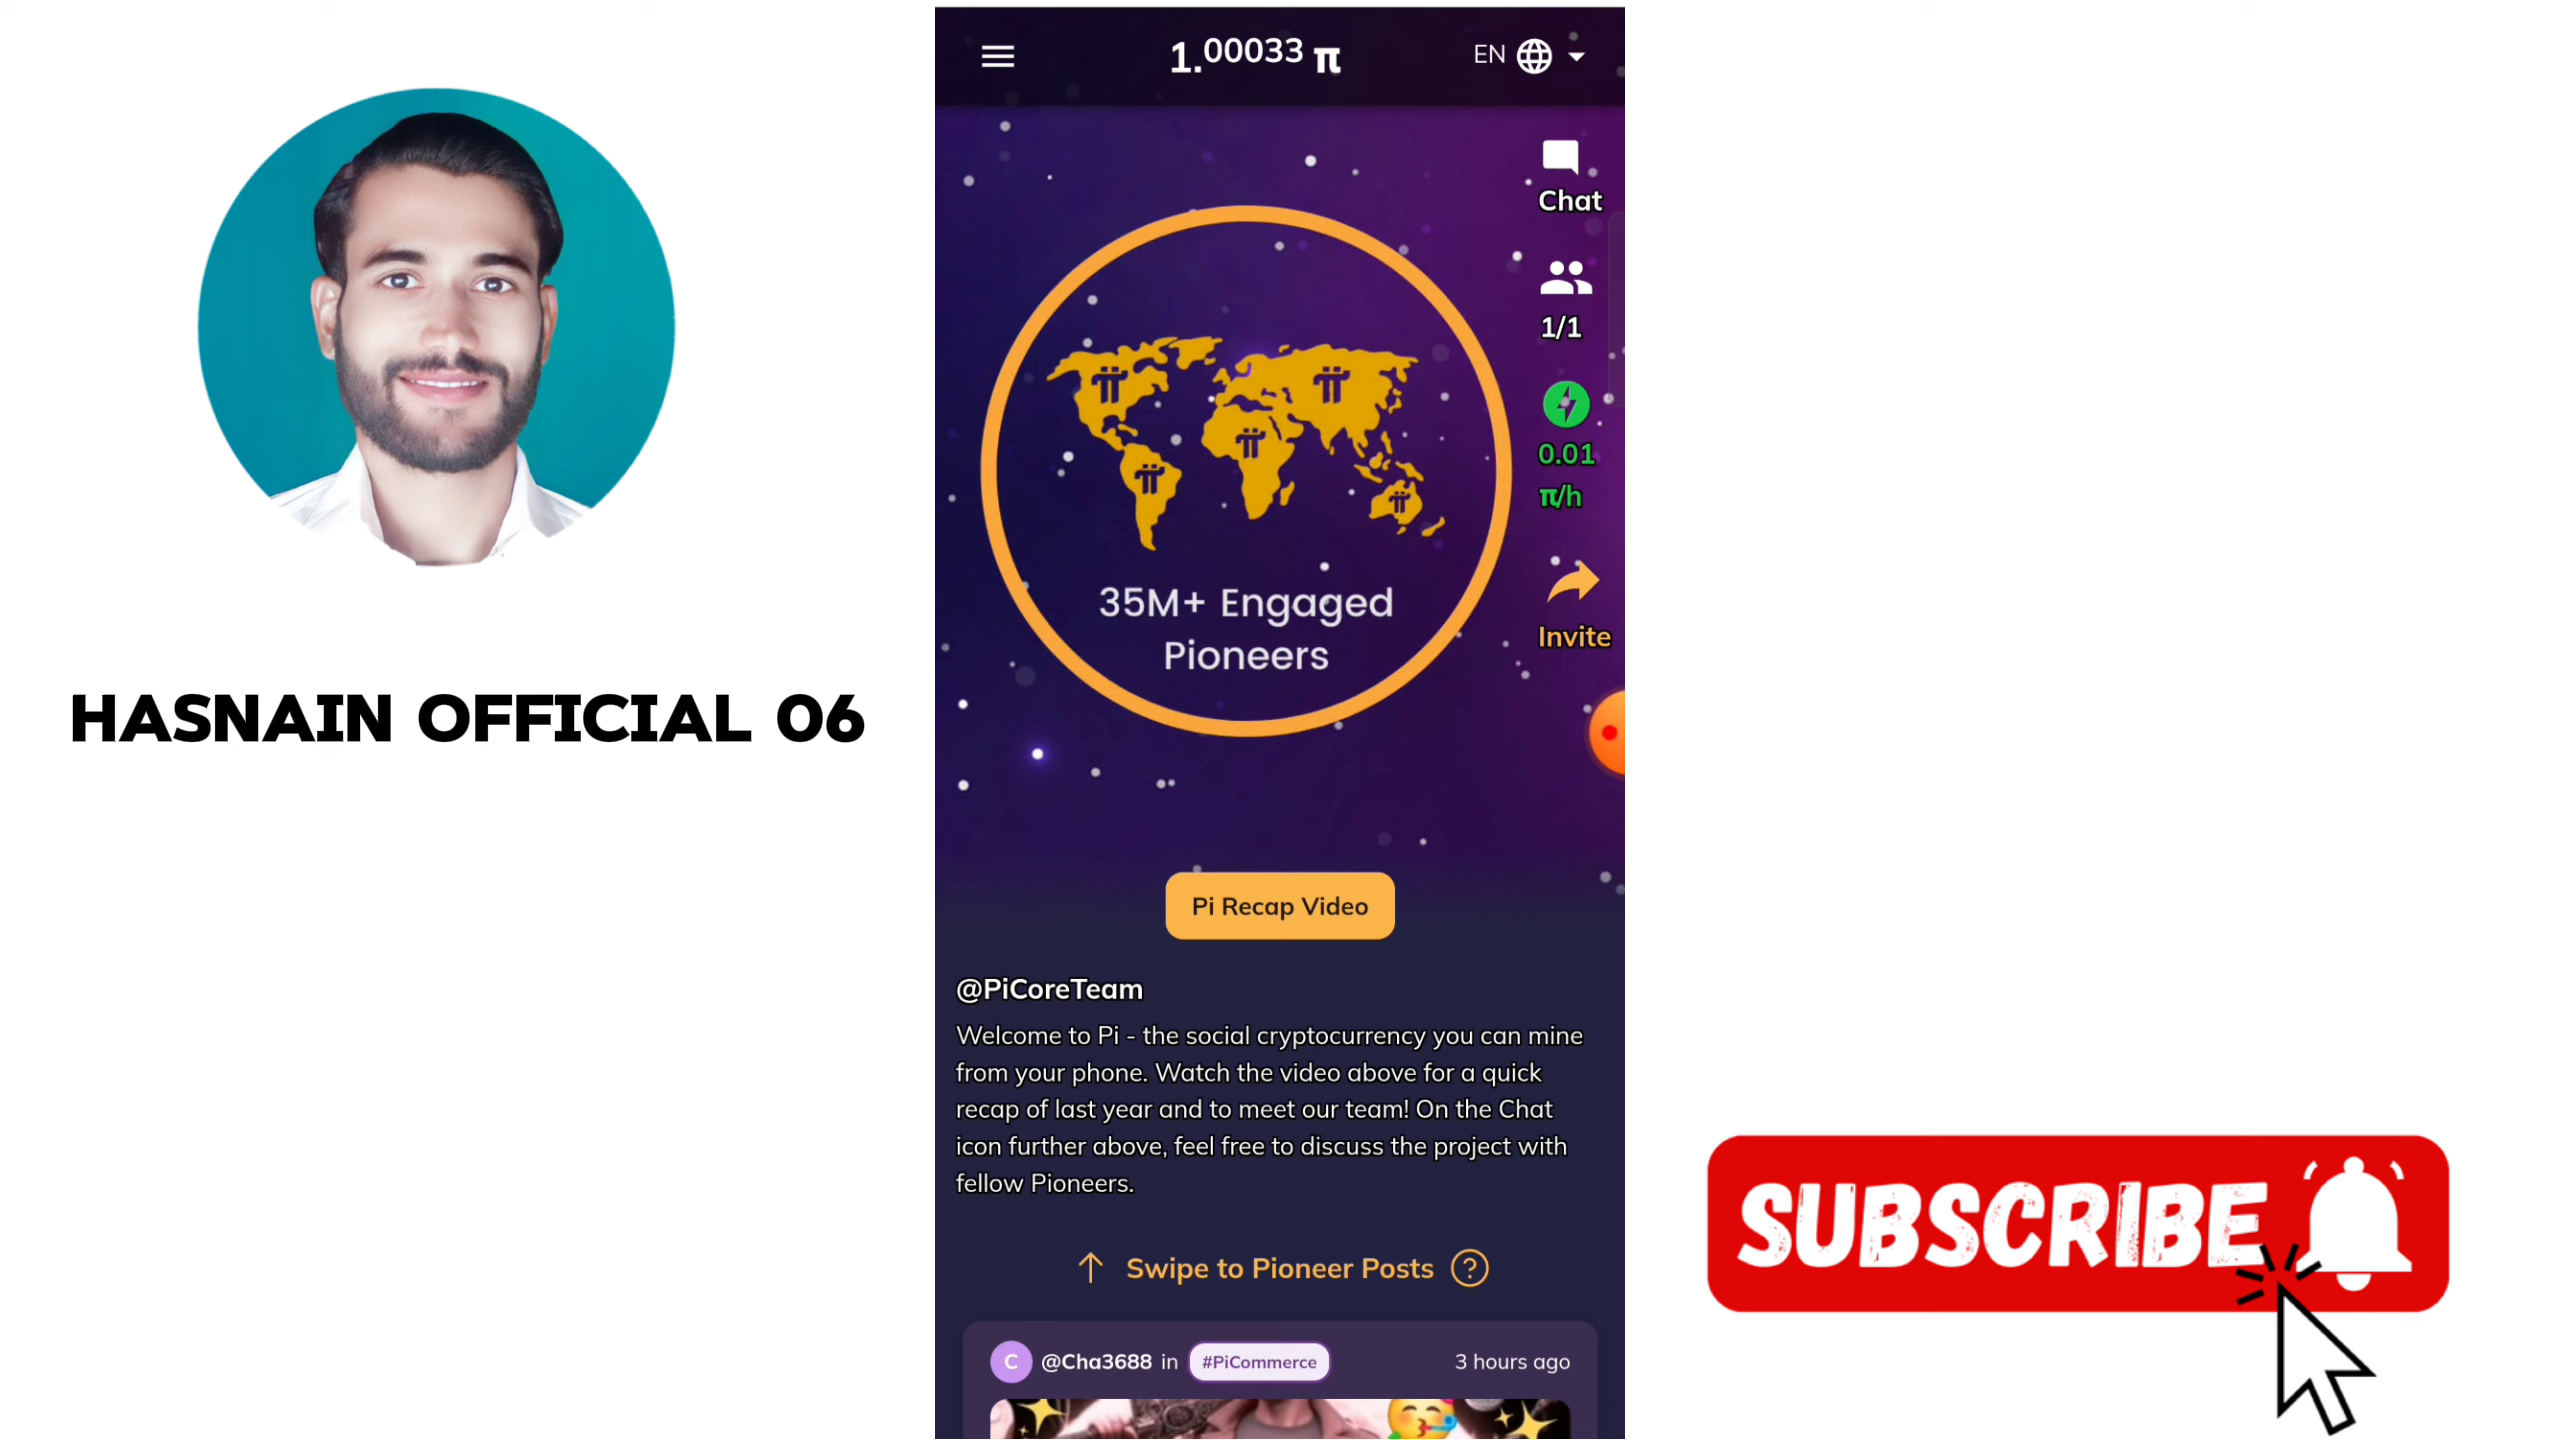 1.00033 π
EN
Chat
1/1
0.01
π/h
Invite
35M+ Engaged
Pioneers
HASNAIN OFFICIAL 06
Pi Recap Video
@PiCoreTeam
Welcome to Pi - the social cryptocurrency you can mine
from your phone. Watch the video above for a quick
recap of last year and to meet our team! On the Chat
icon further above, feel free to discuss the project with
fellow Pioneers.
SUBSCRIBE
Swipe to Pioneer Posts ?
C @Cha3688 in #PiCommerce 3 hours ago